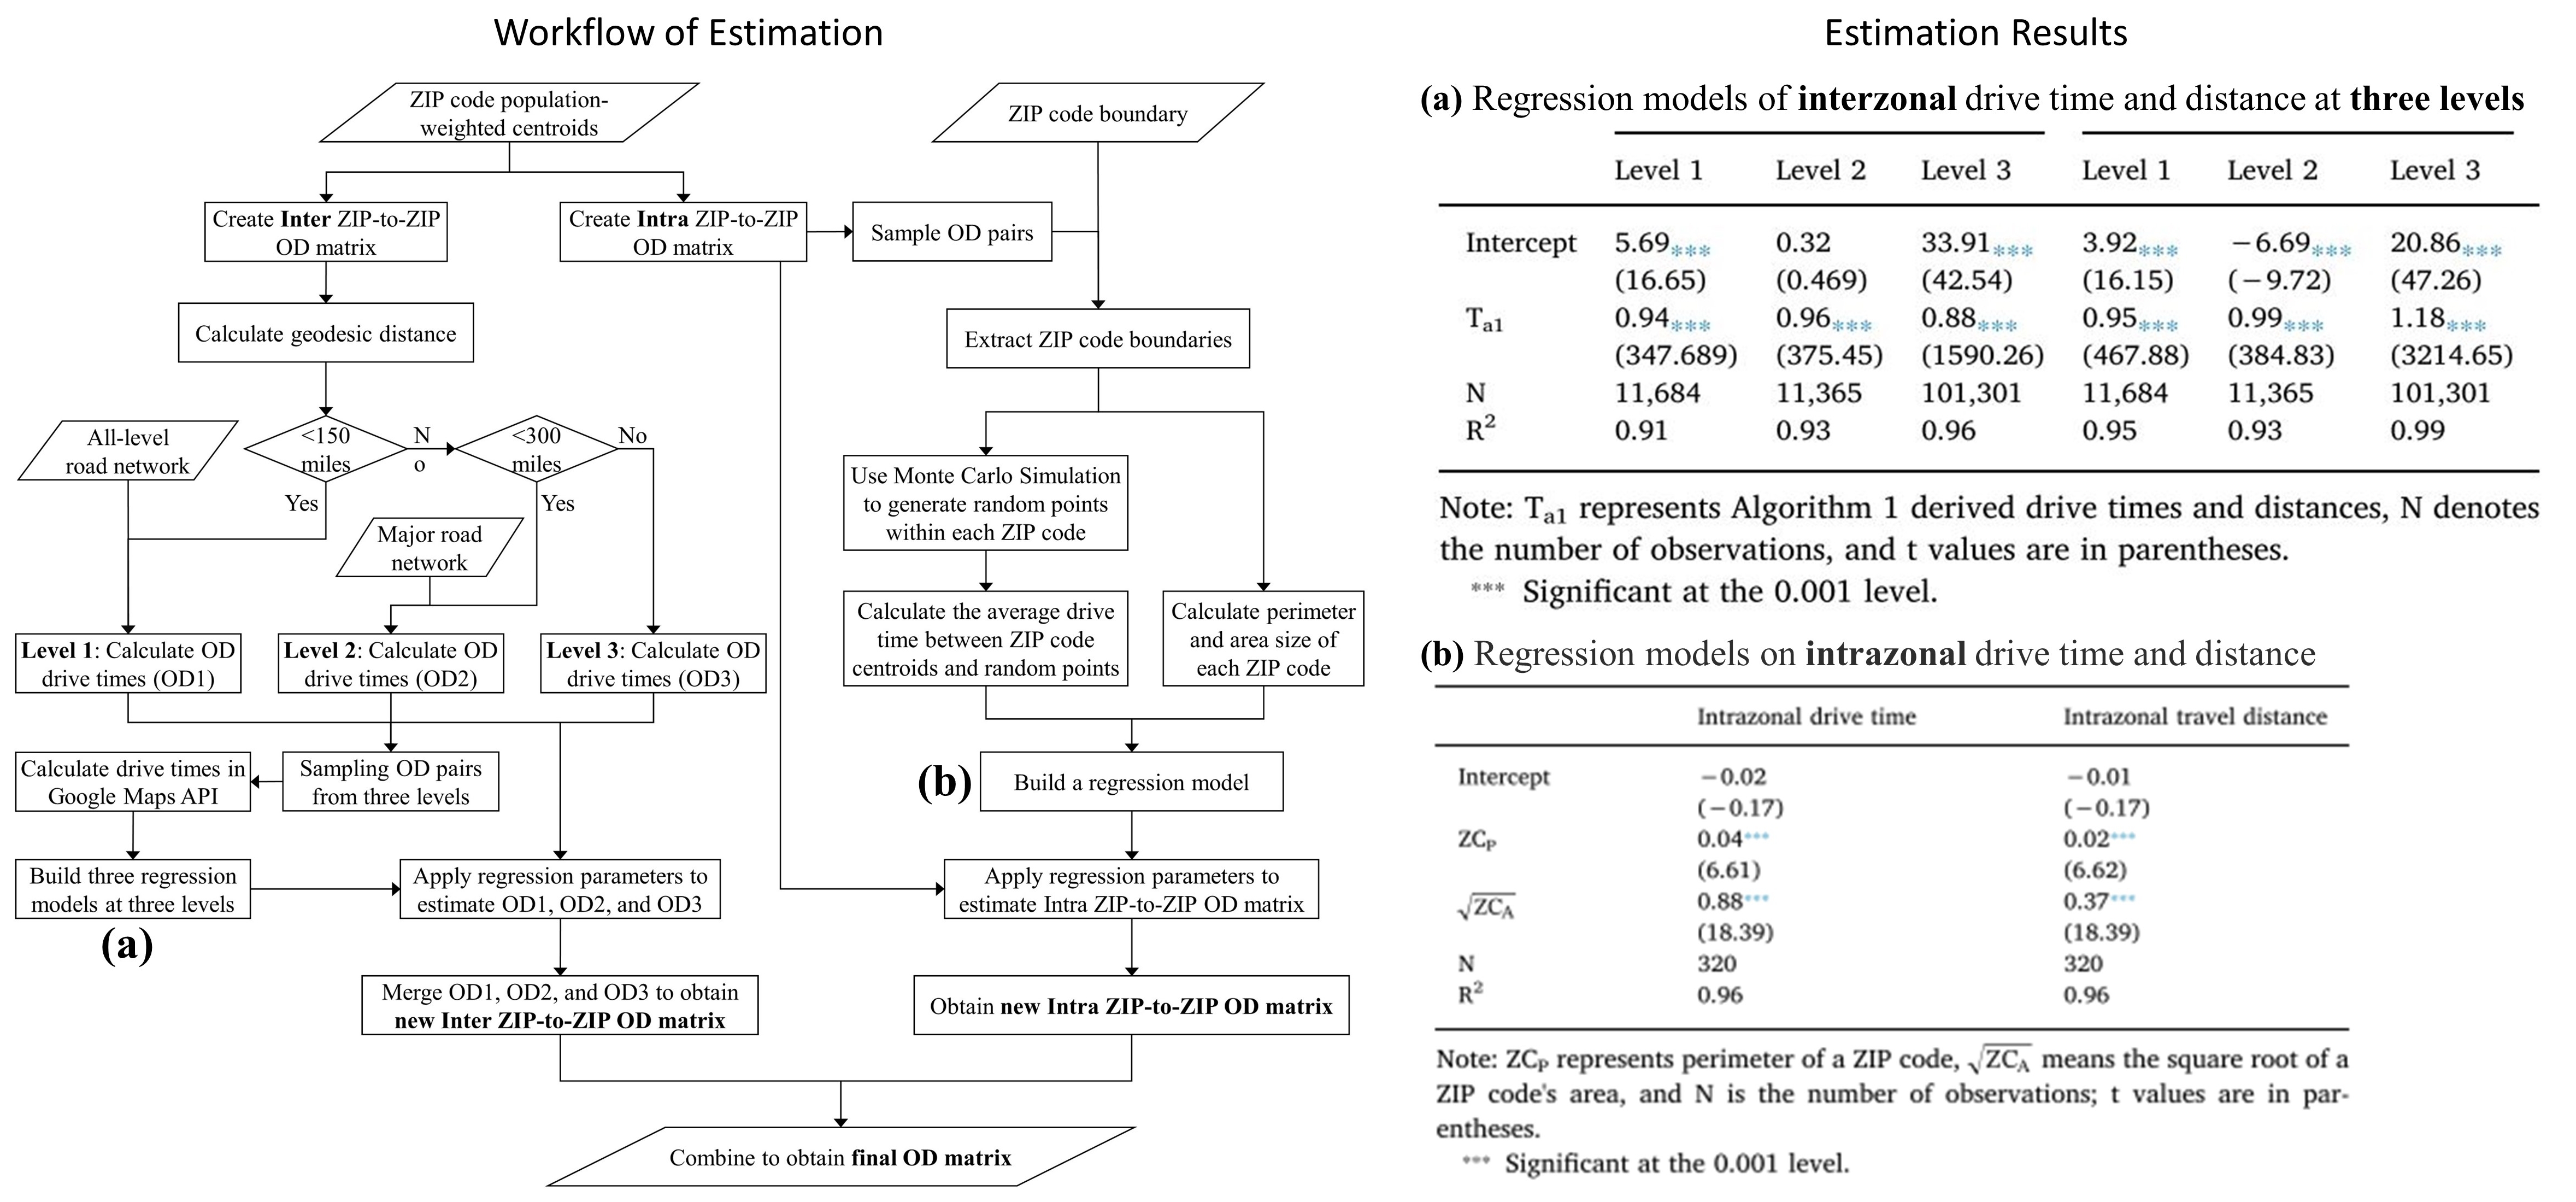 Workflow of Estimation
ZIP code population-
weighted centroids
ZIP code boundary
Create Inter ZIP-to-ZIP
OD matrix
Create Intra ZIP-to-ZIP
OD matrix
Sample OD pairs
Calculate geodesic distance
Extract ZIP code boundaries
All-level
road network
<150
miles
N
o
<300
miles
No
Yes
Yes
Major road
network
Use Monte Carlo Simulation
to generate random points
within each ZIP code
Level 1: Calculate OD
drive times (OD1)
Level 2: Calculate OD
drive times (OD2)
Level 3: Calculate OD
drive times (OD3)
Calculate the average drive
time between ZIP code
centroids and random points
Calculate perimeter
and area size of
each ZIP code
Calculate drive times in
Google Maps API
Sampling OD pairs
from three levels
(b)
Build a regression model
Build three regression
models at three levels
(a)
Apply regression parameters to
estimate OD1, OD2, and OD3
Apply regression parameters to
estimate Intra ZIP-to-ZIP OD matrix
Merge OD1, OD2, and OD3 to obtain
new Inter ZIP-to-ZIP OD matrix
Obtain new Intra ZIP-to-ZIP OD matrix
Combine to obtain final OD matrix
Estimation Results
(a) Regression models of interzonal drive time and distance at three levels
Level 1 Level 2 Level 3 Level 1 Level 2 Level 3
Intercept 5.69*** 0.32 33.91*** 3.92*** −6.69*** 20.86***
(16.65) (0.469) (42.54) (16.15) (−9.72) (47.26)
Ta1 0.94*** 0.96*** 0.88*** 0.95*** 0.99*** 1.18***
(347.689) (375.45) (1590.26) (467.88) (384.83) (3214.65)
N 11,684 11,365 101,301 11,684 11,365 101,301
R² 0.91 0.93 0.96 0.95 0.93 0.99
Note: Ta1 represents Algorithm 1 derived drive times and distances, N denotes
the number of observations, and t values are in parentheses.
*** Significant at the 0.001 level.
(b) Regression models on intrazonal drive time and distance
Intrazonal drive time Intrazonal travel distance
Intercept −0.02 −0.01
(−0.17) (−0.17)
ZCP 0.04*** 0.02***
(6.61) (6.62)
√ZCA 0.88*** 0.37***
(18.39) (18.39)
N 320 320
R² 0.96 0.96
Note: ZCP represents perimeter of a ZIP code, √ZCA means the square root of a
ZIP code's area, and N is the number of observations; t values are in par-
entheses.
*** Significant at the 0.001 level.